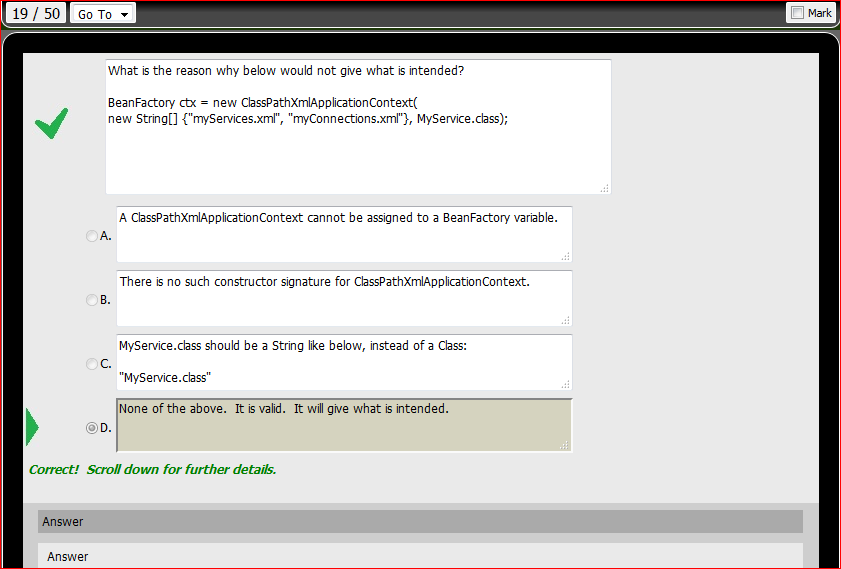 19 / 50 Go To Mark
What is the reason why below would not give what is intended?
BeanFactory ctx = new ClassPathXmlApplicationContext(
new String[] {"myServices.xml", "myConnections.xml"}, MyService.class);
A. A ClassPathXmlApplicationContext cannot be assigned to a BeanFactory variable.
B. There is no such constructor signature for ClassPathXmlApplicationContext.
C. MyService.class should be a String like below, instead of a Class:
"MyService.class"
D. None of the above. It is valid. It will give what is intended.
Correct! Scroll down for further details.
Answer
Answer